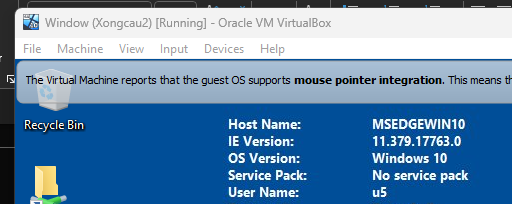 Window (Xongcau2) [Running] - Oracle VM VirtualBox
File Machine View Input Devices Help
The Virtual Machine reports that the guest OS supports mouse pointer integration. This means th
Recycle Bin
Host Name: MSEDGEWIN10
IE Version: 11.379.17763.0
OS Version: Windows 10
Service Pack: No service pack
User Name: u5